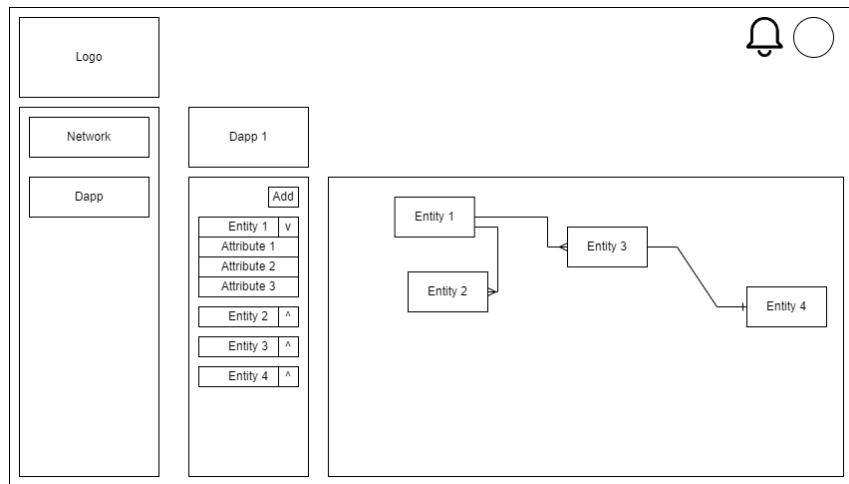 Logo
Network
Dapp
Dapp 1
Add
Entity 1 v
Attribute 1
Attribute 2
Attribute 3
Entity 2 ^
Entity 3 ^
Entity 4 ^
Entity 1
Entity 3
Entity 2
Entity 4